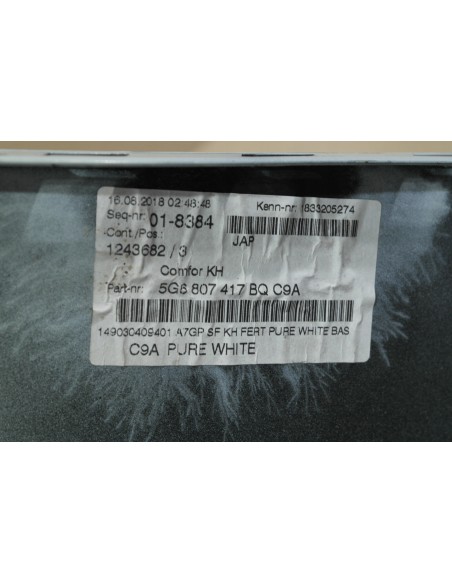 16.08.2018 02:48:48 Kenn-nr. 1833205274
Seq-nr: 01-8384
Cont./Pos.:
JAP
1243682 / 3
Comfor KH
Part-nr: 5G6 807 417 BQ C9A
149030409401 A7GP SF KH FERT PURE WHITE BAS
C9A PURE WHITE